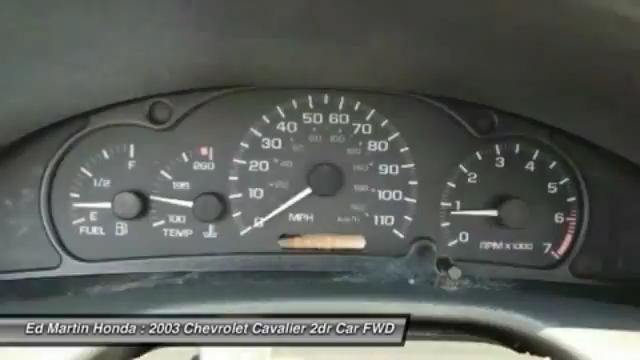 50 60
40 70
30 80
20 90
10 100
0 110
MPH km/h
F
1/2
E
FUEL
260
195
100
TEMP
3 4
2 5
1 6
0 7
RPM x 1000
Ed Martin Honda : 2003 Chevrolet Cavalier 2dr Car FWD